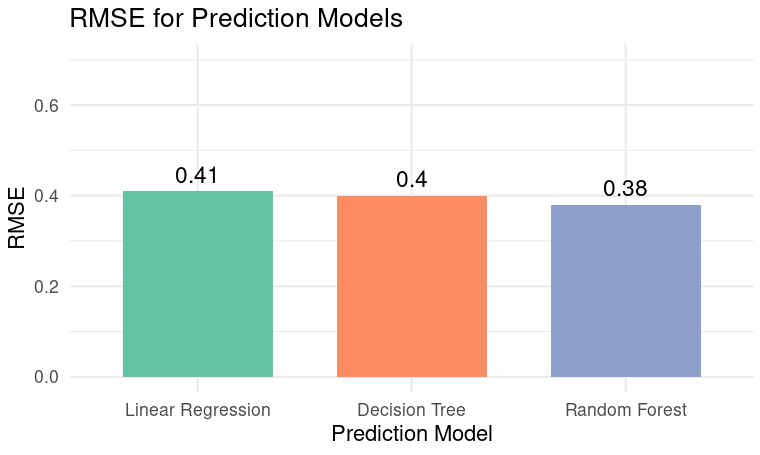 RMSE for Prediction Models
RMSE
0.6
0.4
0.2
0.0
0.41
0.4
0.38
Linear Regression
Decision Tree
Random Forest
Prediction Model